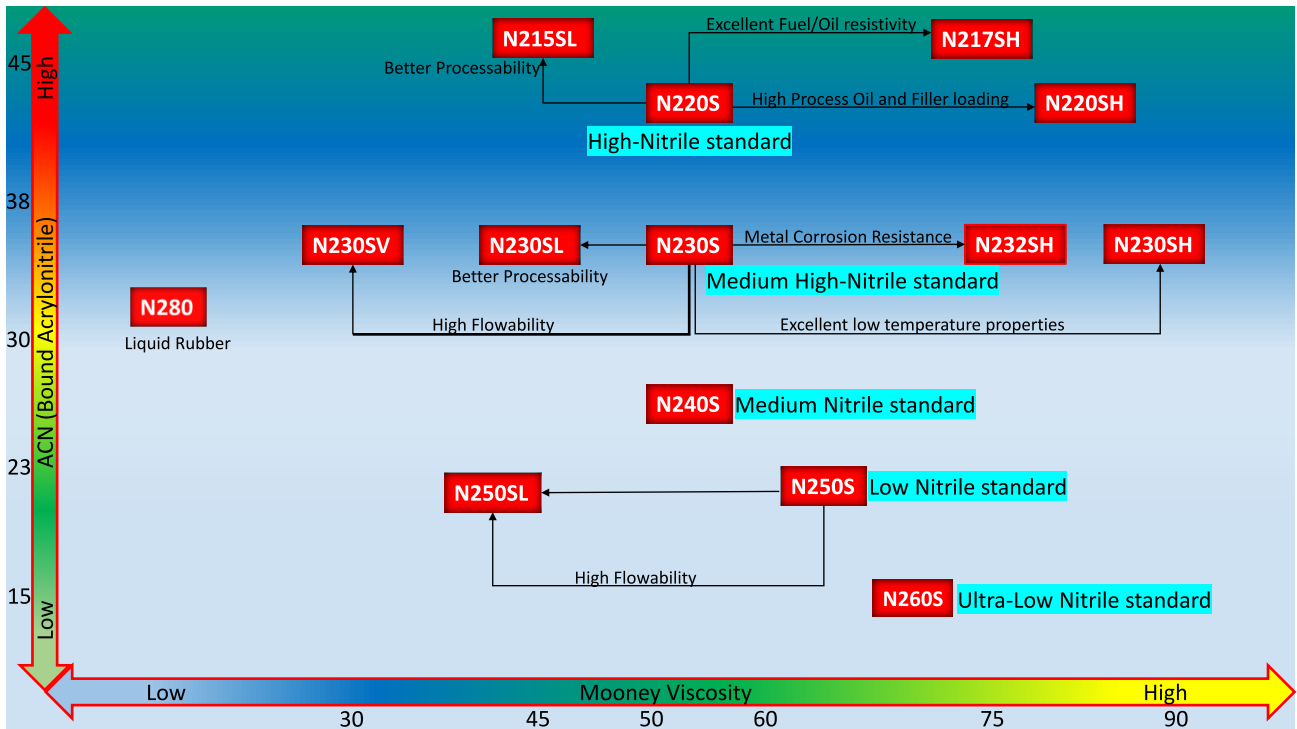 Excellent Fuel/Oil resistivity
N215SL
N217SH
45
High
Better Processability
N220S
High Process Oil and Filler loading
N220SH
High-Nitrile standard
38
ACN (Bound Acrylonitrile)
N230SV
N230SL
N230S
Metal Corrosion Resistance
N232SH
N230SH
Better Processability
Medium High-Nitrile standard
N280
Liquid Rubber
High Flowability
Excellent low temperature properties
30
N240S
Medium Nitrile standard
23
N250SL
N250S
Low Nitrile standard
High Flowability
15
Low
N260S
Ultra-Low Nitrile standard
Low
Mooney Viscosity
High
30
45
50
60
75
90